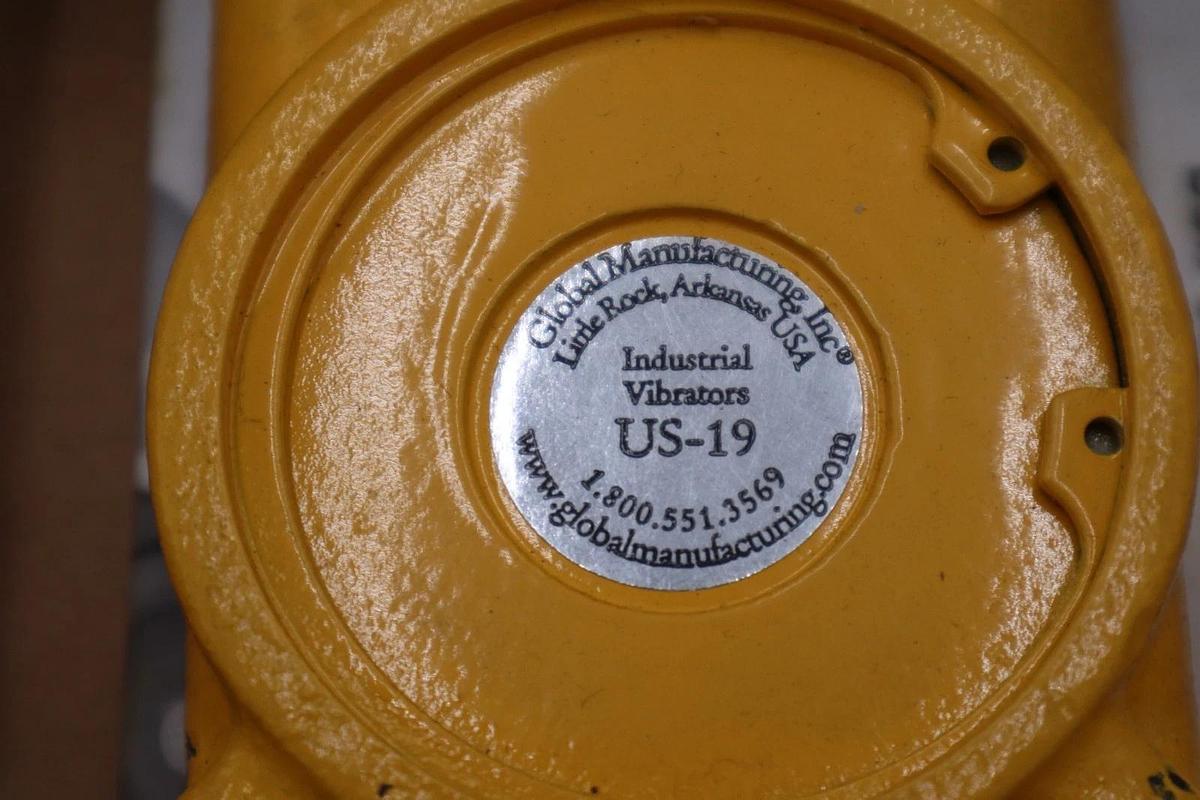 Global Manufacturing, Inc®
Little Rock, Arkansas USA
Industrial
Vibrators
US-19
1.800.551.3569
www.globalmanufacturing.com